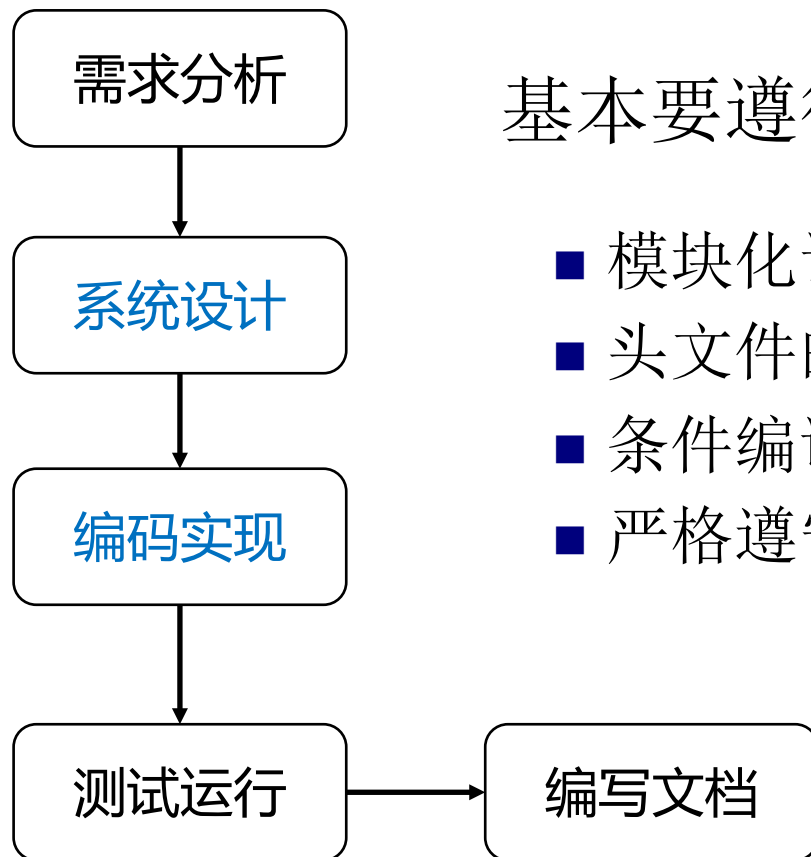 需求分析
系统设计
编码实现
测试运行
编写文档
基本要遵
模块化
头文件
条件编
严格遵